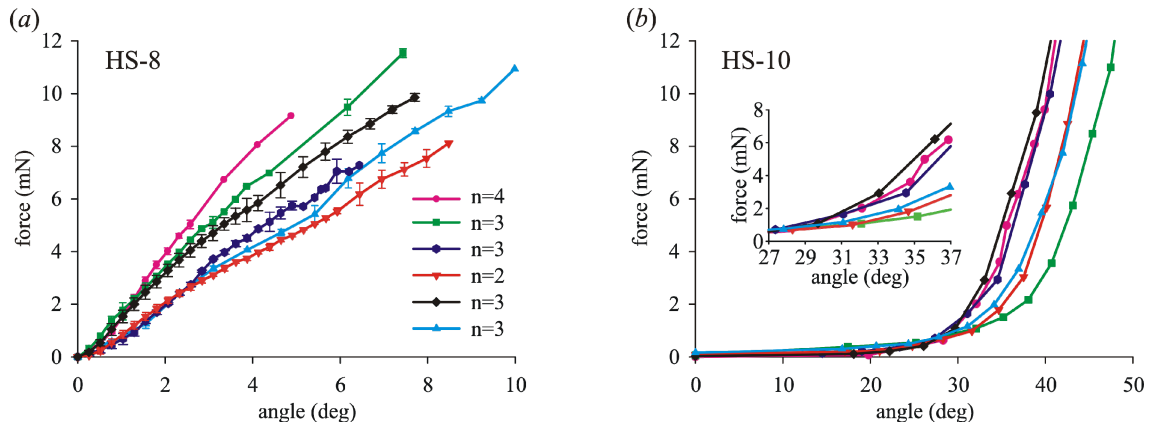 (a)
HS-8
force (mN)
12
10
8
6
4
2
0
0 2 4 6 8 10
angle (deg)
n=4
n=3
n=3
n=2
n=3
n=3
(b)
HS-10
force (mN)
12
10
8
6
4
2
0
0 10 20 30 40 50
angle (deg)
force (mN)
8
6
4
2
0
27 29 31 33 35 37
angle (deg)